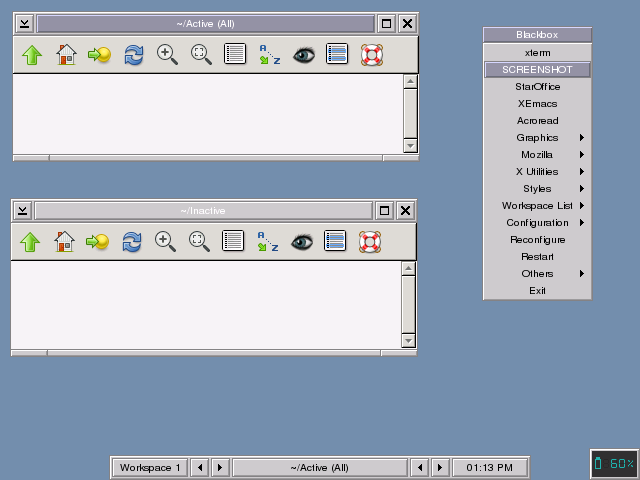 ~/Active (All)
A
Z
~/Inactive
A
Z
Blackbox
xterm
SCREENSHOT
StarOffice
XEmacs
Acroread
Graphics
Mozilla
X Utilities
Styles
Workspace List
Configuration
Reconfigure
Restart
Others
Exit
Workspace 1
~/Active (All)
01:13 PM
60%